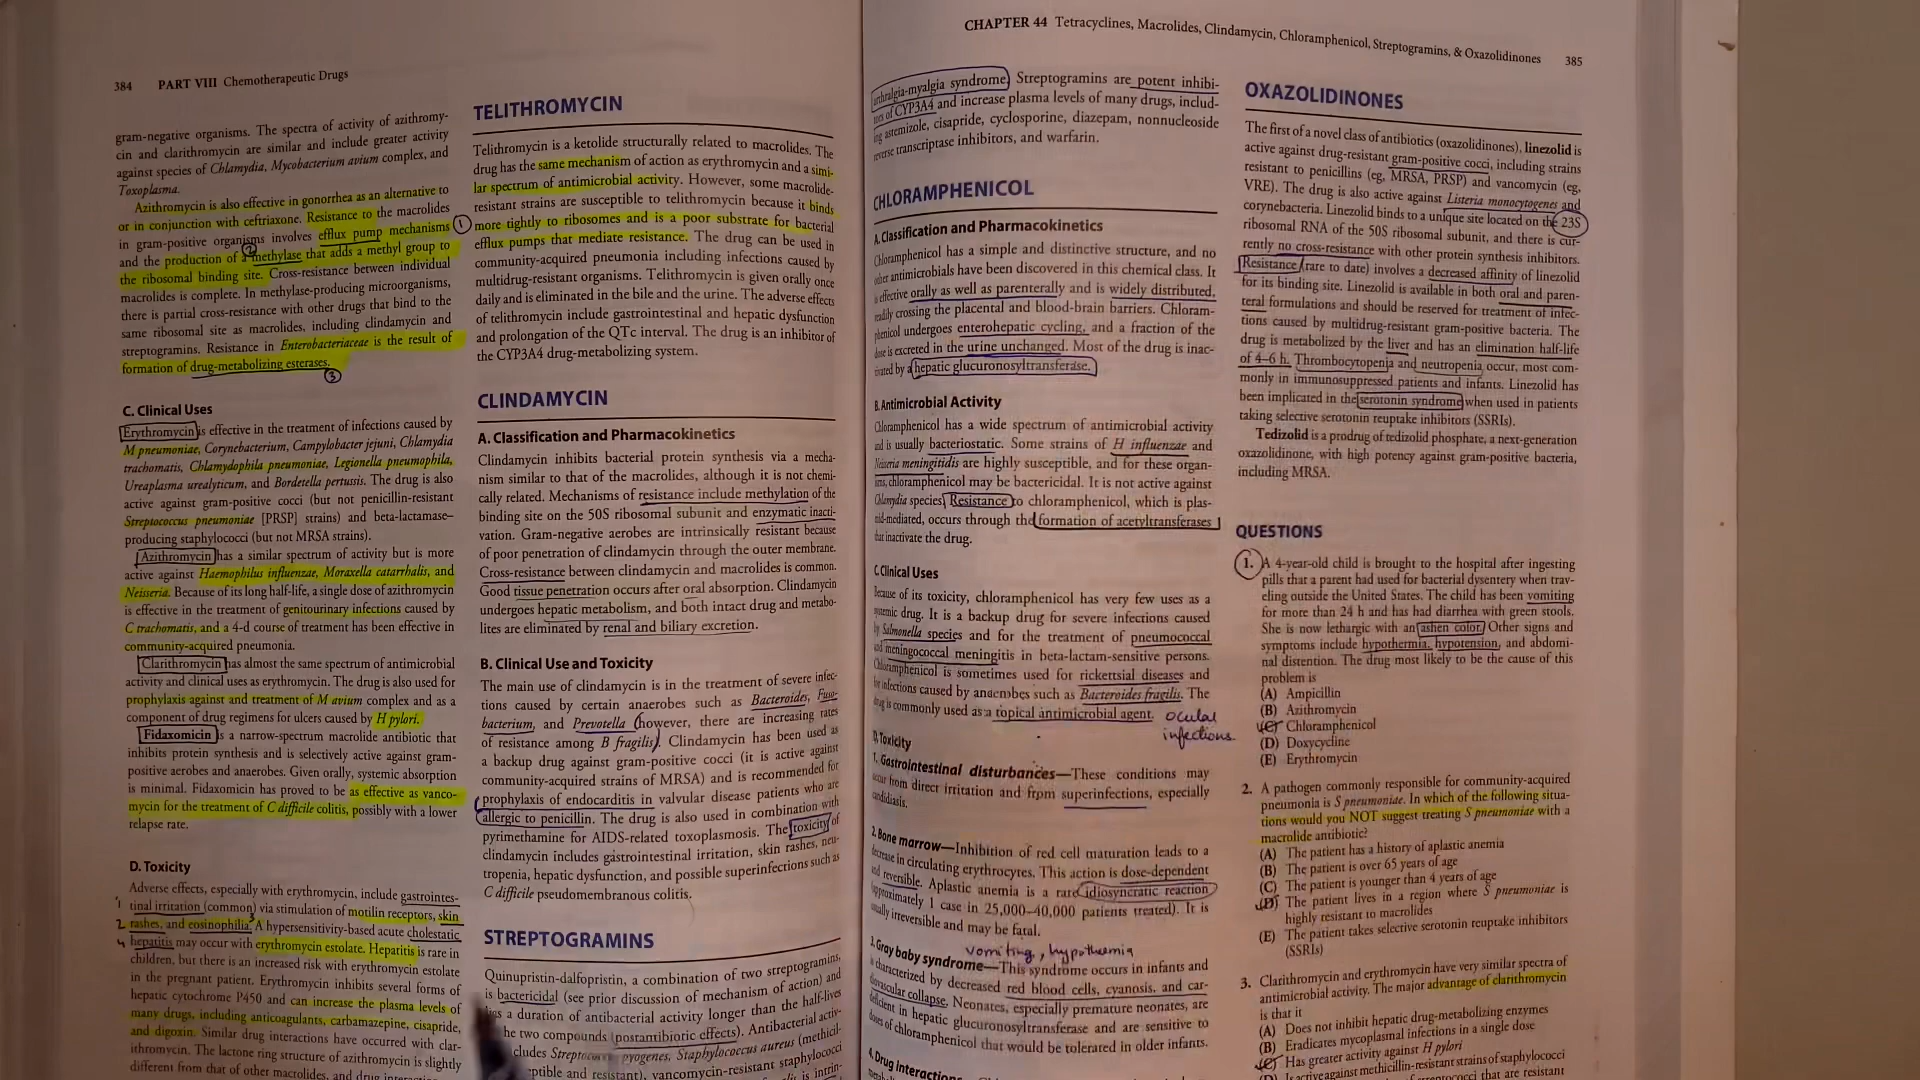 384 PART VIII Chemotherapeutic Drugs
gram-negative organisms. The spectra of activity of azithromy-
cin and clarithromycin are similar and include greater activity
against species of Chlamydia, Mycobacterium avium complex, and
Toxoplasma.
Azithromycin is also effective in gonorrhea as an alternative to
or in conjunction with ceftriaxone. Resistance to the macrolides
in gram-positive organisms involves efflux pump mechanisms 1
and the production of a 2 methylase that adds a methyl group to
the ribosomal binding site. Cross-resistance between individual
macrolides is complete. In methylase-producing microorganisms,
there is partial cross-resistance with other drugs that bind to the
same ribosomal site as macrolides, including clindamycin and
streptogramins. Resistance in Enterobacteriaceae is the result of
formation of drug-metabolizing esterases.
3
C. Clinical Uses
Erythromycin is effective in the treatment of infections caused by
M pneumoniae, Corynebacterium, Campylobacter jejuni, Chlamydia
trachomatis, Chlamydophila pneumoniae, Legionella pneumophila,
Ureaplasma urealyticum, and Bordetella pertussis. The drug is also
active against gram-positive cocci (but not penicillin-resistant
Streptococcus pneumoniae [PRSP] strains) and beta-lactamase–
producing staphylococci (but not MRSA strains).
Azithromycin has a similar spectrum of activity but is more
active against Haemophilus influenzae, Moraxella catarrhalis, and
Neisseria. Because of its long half-life, a single dose of azithromycin
is effective in the treatment of genitourinary infections caused by
C trachomatis, and a 4-d course of treatment has been effective in
community-acquired pneumonia.
Clarithromycin has almost the same spectrum of antimicrobial
activity and clinical uses as erythromycin. The drug is also used for
prophylaxis against and treatment of M avium complex and as a
component of drug regimens for ulcers caused by H pylori.
Fidaxomicin is a narrow-spectrum macrolide antibiotic that
inhibits protein synthesis and is selectively active against gram-
positive aerobes and anaerobes. Given orally, systemic absorption
is minimal. Fidaxomicin has proved to be as effective as vanco-
mycin for the treatment of C difficile colitis, possibly with a lower
relapse rate.
D. Toxicity
Adverse effects, especially with erythromycin, include gastrointes-
1 tinal irritation (common) via stimulation of motilin receptors, skin
2 rashes, and eosinophilia. 3 A hypersensitivity-based acute cholestatic
4 hepatitis may occur with erythromycin estolate. Hepatitis is rare in
children, but there is an increased risk with erythromycin estolate
in the pregnant patient. Erythromycin inhibits several forms of
hepatic cytochrome P450 and can increase the plasma levels of
many drugs, including anticoagulants, carbamazepine, cisapride,
and digoxin. Similar drug interactions have occurred with clar-
ithromycin. The lactone ring structure of azithromycin is slightly
different from that of other macrolides, and drug
TELITHROMYCIN
Telithromycin is a ketolide structurally related to macrolides. The
drug has the same mechanism of action as erythromycin and a simi-
lar spectrum of antimicrobial activity. However, some macrolide-
resistant strains are susceptible to telithromycin because it binds
more tightly to ribosomes and is a poor substrate for bacterial
efflux pumps that mediate resistance. The drug can be used in
community-acquired pneumonia including infections caused by
multidrug-resistant organisms. Telithromycin is given orally once
daily and is eliminated in the bile and the urine. The adverse effects
of telithromycin include gastrointestinal and hepatic dysfunction
and prolongation of the QTc interval. The drug is an inhibitor of
the CYP3A4 drug-metabolizing system.
CLINDAMYCIN
A. Classification and Pharmacokinetics
Clindamycin inhibits bacterial protein synthesis via a mecha-
nism similar to that of the macrolides, although it is not chemi-
cally related. Mechanisms of resistance include methylation of the
binding site on the 50S ribosomal subunit and enzymatic inacti-
vation. Gram-negative aerobes are intrinsically resistant because
of poor penetration of clindamycin through the outer membrane.
Cross-resistance between clindamycin and macrolides is common.
Good tissue penetration occurs after oral absorption. Clindamycin
undergoes hepatic metabolism, and both intact drug and metabo-
lites are eliminated by renal and biliary excretion.
B. Clinical Use and Toxicity
The main use of clindamycin is in the treatment of severe infec-
tions caused by certain anaerobes such as Bacteroides, Fuso-
bacterium, and Prevotella (however, there are increasing rates
of resistance among B fragilis). Clindamycin has been used as
a backup drug against gram-positive cocci (it is active against
community-acquired strains of MRSA) and is recommended for
prophylaxis of endocarditis in valvular disease patients who are
allergic to penicillin. The drug is also used in combination with
pyrimethamine for AIDS-related toxoplasmosis. The toxicity of
clindamycin includes gastrointestinal irritation, skin rashes, neu-
tropenia, hepatic dysfunction, and possible superinfections such as
C difficile pseudomembranous colitis.
STREPTOGRAMINS
Quinupristin-dalfopristin, a combination of two streptogramins,
is bactericidal (see prior discussion of mechanism of action) and
has a duration of antibacterial activity longer than the half-lives
he two compounds (postantibiotic effects). Antibacterial activ-
cludes Streptococcus pyogenes, Staphylococcus aureus (methicil-
ptible and resistant), vancomycin-resistant staphylococci
is intrin-
CHAPTER 44 Tetracyclines, Macrolides, Clindamycin, Chloramphenicol, Streptogramins, & Oxazolidinones 385
arthralgia-myalgia syndrome. Streptogramins are potent inhibi-
tors of CYP3A4 and increase plasma levels of many drugs, includ-
ing astemizole, cisapride, cyclosporine, diazepam, nonnucleoside
reverse transcriptase inhibitors, and warfarin.
CHLORAMPHENICOL
A. Classification and Pharmacokinetics
Chloramphenicol has a simple and distinctive structure, and no
other antimicrobials have been discovered in this chemical class. It
is effective orally as well as parenterally and is widely distributed,
readily crossing the placental and blood-brain barriers. Chloram-
phenicol undergoes enterohepatic cycling, and a fraction of the
dose is excreted in the urine unchanged. Most of the drug is inac-
tivated by a hepatic glucuronosyltransferase.
B. Antimicrobial Activity
Chloramphenicol has a wide spectrum of antimicrobial activity
and is usually bacteriostatic. Some strains of H influenzae and
Neisseria meningitidis are highly susceptible, and for these organ-
isms, chloramphenicol may be bactericidal. It is not active against
Chlamydia species. Resistance to chloramphenicol, which is plas-
mid-mediated, occurs through the formation of acetyltransferases
that inactivate the drug.
C. Clinical Uses
Because of its toxicity, chloramphenicol has very few uses as a
systemic drug. It is a backup drug for severe infections caused
by Salmonella species and for the treatment of pneumococcal
and meningococcal meningitis in beta-lactam-sensitive persons.
Chloramphenicol is sometimes used for rickettsial diseases and
for infections caused by anaerobes such as Bacteroides fragilis. The
drug is commonly used as a topical antimicrobial agent. ocular
infections.
D. Toxicity
1. Gastrointestinal disturbances—These conditions may
occur from direct irritation and from superinfections, especially
candidiasis.
2. Bone marrow—Inhibition of red cell maturation leads to a
decrease in circulating erythrocytes. This action is dose-dependent
and reversible. Aplastic anemia is a rare idiosyncratic reaction
(approximately 1 case in 25,000–40,000 patients treated). It is
usually irreversible and may be fatal.
vomiting, hypothemia
3. Gray baby syndrome—This syndrome occurs in infants and
is characterized by decreased red blood cells, cyanosis, and car-
diovascular collapse. Neonates, especially premature neonates, are
deficient in hepatic glucuronosyltransferase and are sensitive to
doses of chloramphenicol that would be tolerated in older infants.
4. Drug interactions
OXAZOLIDINONES
The first of a novel class of antibiotics (oxazolidinones), linezolid is
active against drug-resistant gram-positive cocci, including strains
resistant to penicillins (eg, MRSA, PRSP) and vancomycin (eg,
VRE). The drug is also active against Listeria monocytogenes and
corynebacteria. Linezolid binds to a unique site located on the 23S
ribosomal RNA of the 50S ribosomal subunit, and there is cur-
rently no cross-resistance with other protein synthesis inhibitors.
Resistance (rare to date) involves a decreased affinity of linezolid
for its binding site. Linezolid is available in both oral and paren-
teral formulations and should be reserved for treatment of infec-
tions caused by multidrug-resistant gram-positive bacteria. The
drug is metabolized by the liver and has an elimination half-life
of 4–6 h. Thrombocytopenia and neutropenia occur, most com-
monly in immunosuppressed patients and infants. Linezolid has
been implicated in the serotonin syndrome when used in patients
taking selective serotonin reuptake inhibitors (SSRIs).
Tedizolid is a prodrug of tedizolid phosphate, a next-generation
oxazolidinone, with high potency against gram-positive bacteria,
including MRSA.
QUESTIONS
1. A 4-year-old child is brought to the hospital after ingesting
pills that a parent had used for bacterial dysentery when trav-
eling outside the United States. The child has been vomiting
for more than 24 h and has had diarrhea with green stools.
She is now lethargic with an ashen color. Other signs and
symptoms include hypothermia, hypotension, and abdomi-
nal distention. The drug most likely to be the cause of this
problem is
(A) Ampicillin
(B) Azithromycin
(C) Chloramphenicol
(D) Doxycycline
(E) Erythromycin
2. A pathogen commonly responsible for community-acquired
pneumonia is S pneumoniae. In which of the following situa-
tions would you NOT suggest treating S pneumoniae with a
macrolide antibiotic?
(A) The patient has a history of aplastic anemia
(B) The patient is over 65 years of age
(C) The patient is younger than 4 years of age
(D) The patient lives in a region where S pneumoniae is
highly resistant to macrolides
(E) The patient takes selective serotonin reuptake inhibitors
(SSRIs)
3. Clarithromycin and erythromycin have very similar spectra of
antimicrobial activity. The major advantage of clarithromycin
is that it
(A) Does not inhibit hepatic drug-metabolizing enzymes
(B) Eradicates mycoplasmal infections in a single dose
(C) Has greater activity against H pylori
(D) Is active against methicillin-resistant strains of staphylococci
that are resistant